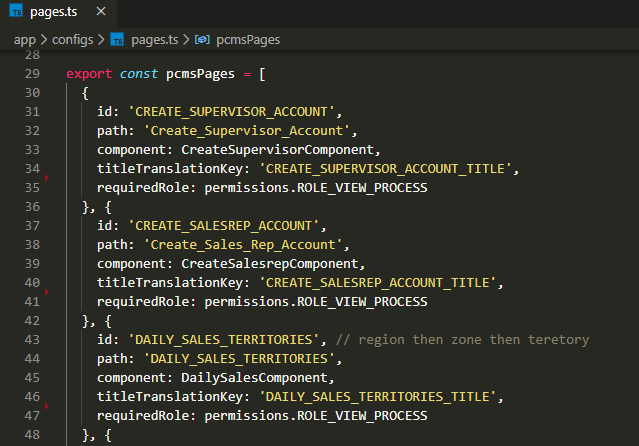 pages.ts ×
app > configs > TS pages.ts > pcmsPages
28
29 export const pcmsPages = [
30 {
31 id: 'CREATE_SUPERVISOR_ACCOUNT',
32 path: 'Create_Supervisor_Account',
33 component: CreateSupervisorComponent,
34 titleTranslationKey: 'CREATE_SUPERVISOR_ACCOUNT_TITLE',
35 requiredRole: permissions.ROLE_VIEW_PROCESS
36 }, {
37 id: 'CREATE_SALESREP_ACCOUNT',
38 path: 'Create_Sales_Rep_Account',
39 component: CreateSalesrepComponent,
40 titleTranslationKey: 'CREATE_SALESREP_ACCOUNT_TITLE',
41 requiredRole: permissions.ROLE_VIEW_PROCESS
42 }, {
43 id: 'DAILY_SALES_TERRITORIES', // region then zone then teretory
44 path: 'DAILY_SALES_TERRITORIES',
45 component: DailySalesComponent,
46 titleTranslationKey: 'DAILY_SALES_TERRITORIES_TITLE',
47 requiredRole: permissions.ROLE_VIEW_PROCESS
48 }, {